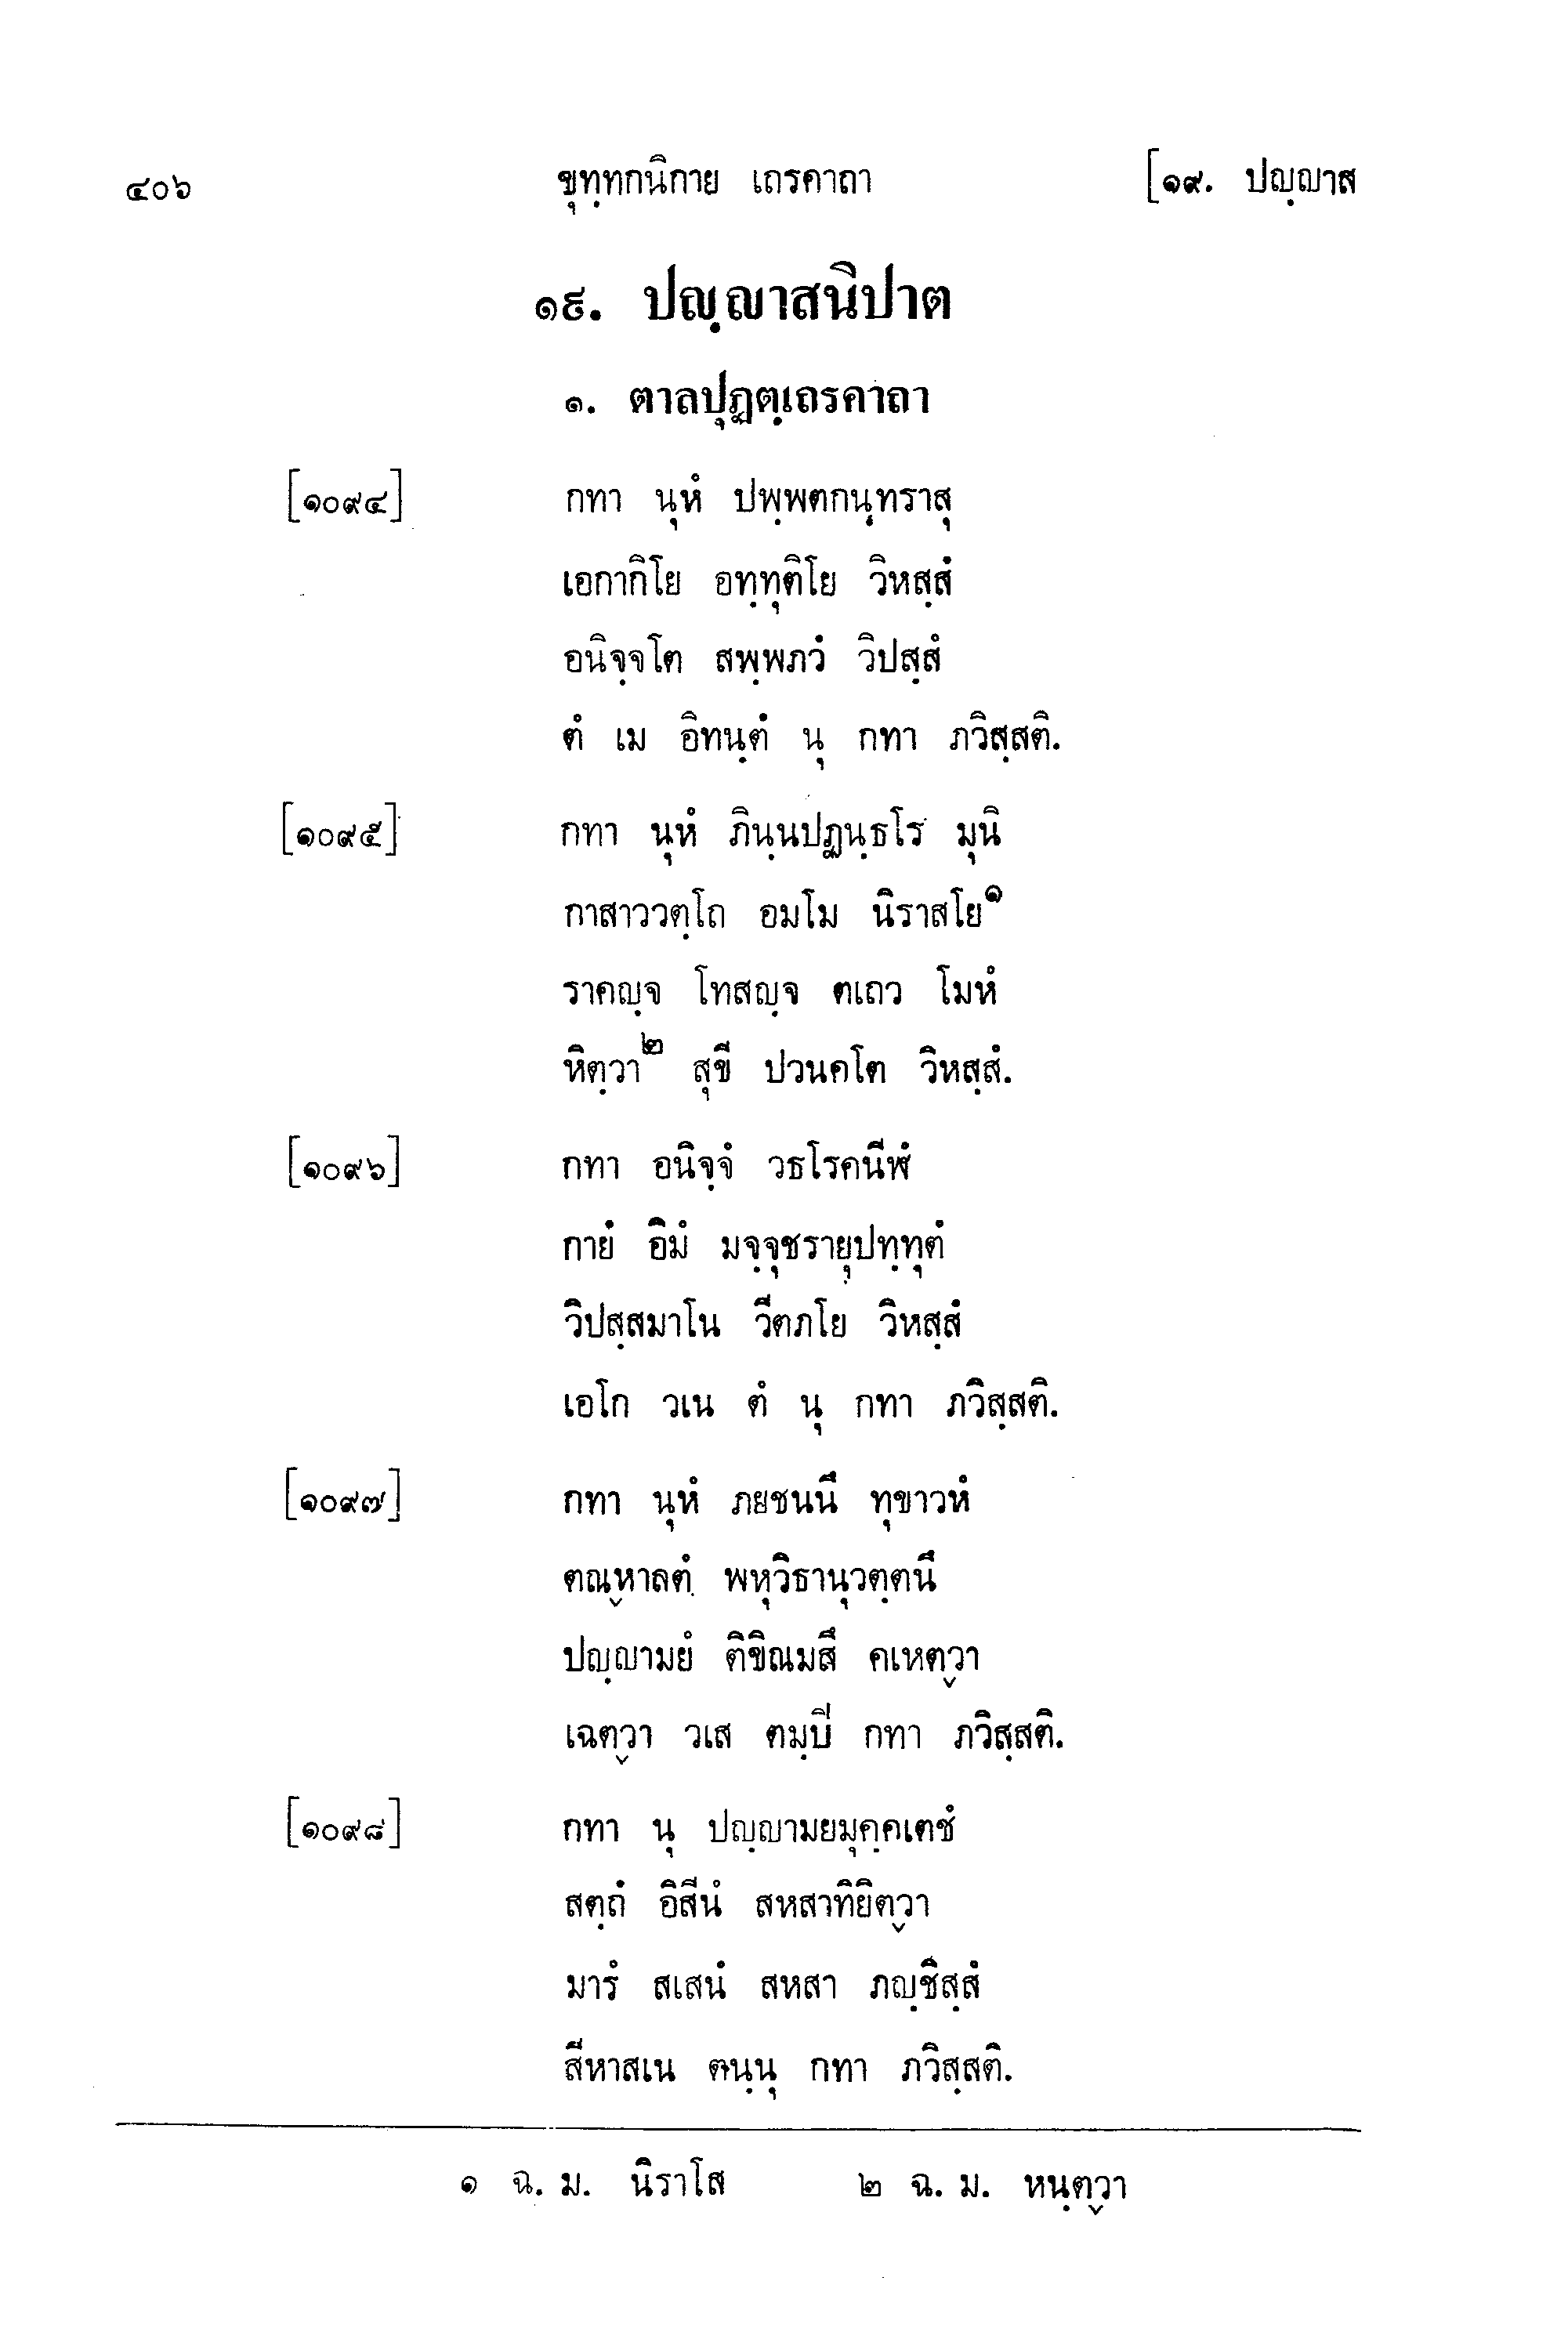 ๔๐๖ ขุทฺทกนิกาย เถรคาถา [๑๙. ปญฺญาส
๑๙. ปญฺญาสนิปาต
๑. ตาลปุฏตฺเถรคาถา
[๑๐๙๔] กทา นุหํ ปพฺพตกนฺทราสุ
เอกากิโย อทฺทุติโย วิหสฺสํ
อนิจฺจโต สพฺพภวํ วิปสฺสํ
ตํ เม อิทนฺตํ นุ กทา ภวิสฺสติ.
[๑๐๙๕] กทา นุหํ ภินฺนปฏนฺธโร มุนิ
กาสาววตฺโถ อมโม นิราสโย๑
ราคญฺจ โทสญฺจ ตเถว โมหํ
หิตฺวา๒ สุขี ปวนคโต วิหสฺสํ.
[๑๐๙๖] กทา อนิจฺจํ วธโรคนีฬํ
กายํ อิมํ มจฺจุชรายุปทฺทุตํ
วิปสฺสมาโน วีตภโย วิหสฺสํ
เอโก วเน ตํ นุ กทา ภวิสฺสติ.
[๑๐๙๗] กทา นุหํ ภยชนนึ ทุขาวหํ
ตณฺหาลตํ พหุวิธานุวตฺตนึ
ปญฺญามยํ ติขิณมสึ คเหตฺวา
เฉตฺวา วเส ตมฺปิ กทา ภวิสฺสติ.
[๑๐๙๘] กทา นุ ปญฺญามยมุคฺคเตชํ
สตฺถํ อิสีนํ สหสาทิยิตฺวา
มารํ สเสนํ สหสา ภญฺชิสฺสํ
สีหาสเน ตนฺนุ กทา ภวิสฺสติ.
๑ ฉ. ม. นิราโส ๒ ฉ. ม. หนฺตฺวา